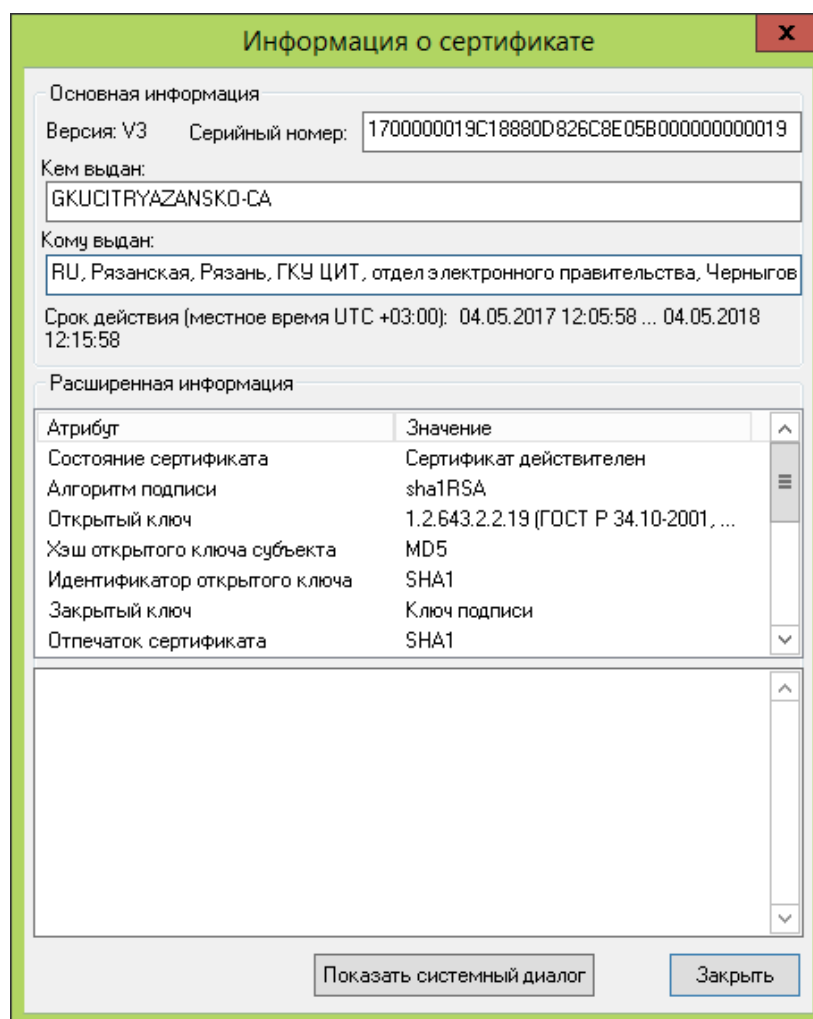 Информация о сертификате
Основная информация
Версия: V3 Серийный номер: 1700000019C18880D826C8E05B000000000019
Кем выдан:
GKUCITRYAZANSKO-CA
Кому выдан:
RU, Рязанская, Рязань, ГКУ ЦИТ, отдел электронного правительства, Черныгов
Срок действия (местное время UTC +03:00): 04.05.2017 12:05:58 ... 04.05.2018
12:15:58
Расширенная информация
Атрибут Значение
Состояние сертификата Сертификат действителен
Алгоритм подписи sha1RSA
Открытый ключ 1.2.643.2.2.19 (ГОСТ Р 34.10-2001, ...
Хэш открытого ключа субъекта MD5
Идентификатор открытого ключа SHA1
Закрытый ключ Ключ подписи
Отпечаток сертификата SHA1
Показать системный диалог Закрыть